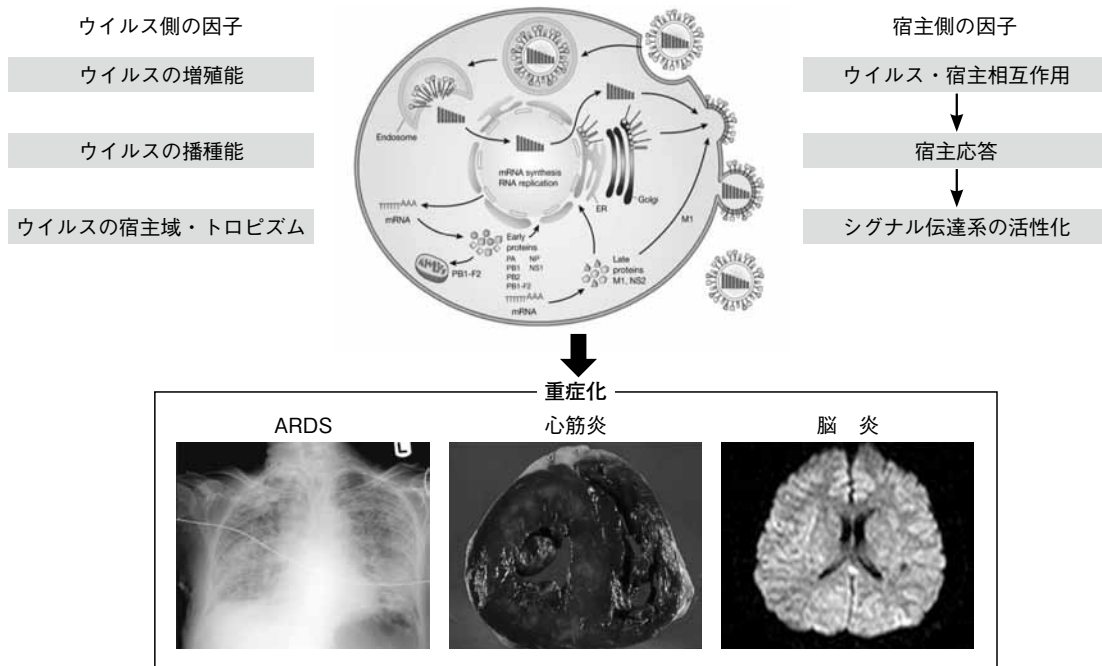 ウイルス側の因子
ウイルスの増殖能
ウイルスの播種能
ウイルスの宿主域・トロピズム
Endosome
mRNA synthesis
RNA replication
ER
Golgi
M1
AAA
mRNA
PB1-F2
Early
proteins
PA NP
PB1 NS1
PB2
PB1-F2
AAA
mRNA
Late
proteins
M1, NS2
宿主側の因子
ウイルス・宿主相互作用
宿主応答
シグナル伝達系の活性化
重症化
ARDS
心筋炎
脳 炎
L